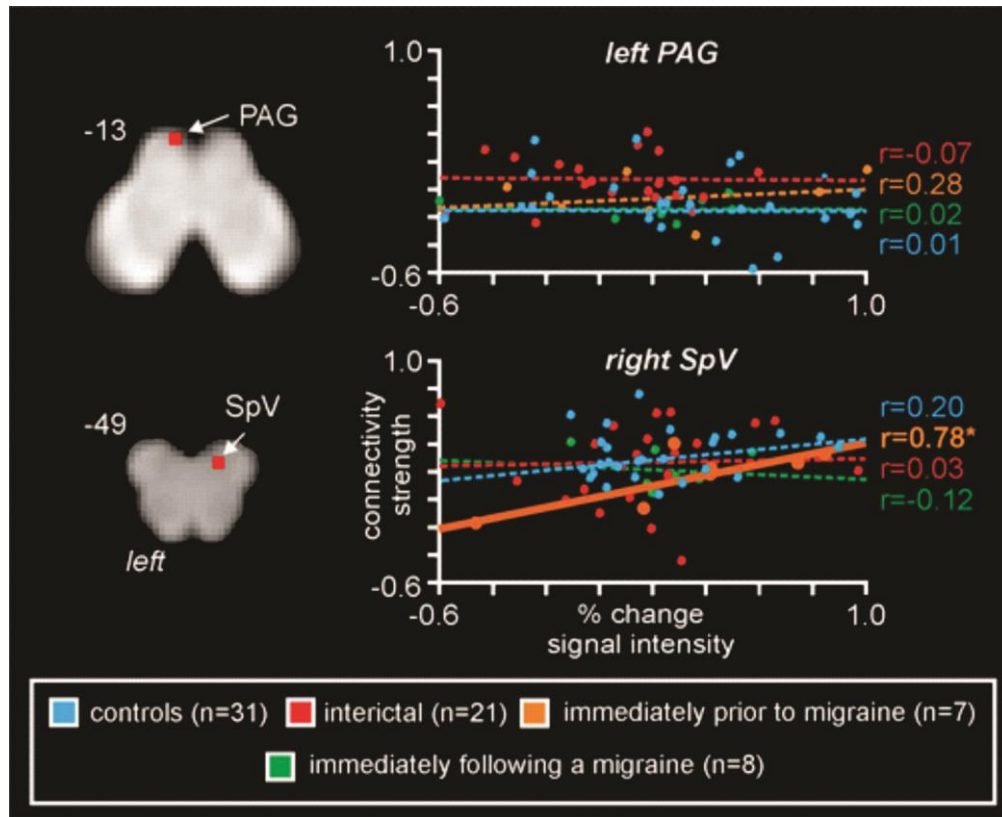 left PAG
1.0
-13
PAG
r=-0.07
r=0.28
r=0.02
r=0.01
-0.6
-0.6
1.0
right SpV
1.0
-49
SpV
connectivity
strength
r=0.20
r=0.78*
r=0.03
r=-0.12
left
-0.6
-0.6
% change
signal intensity
1.0
controls (n=31)
interictal (n=21)
immediately prior to migraine (n=7)
immediately following a migraine (n=8)